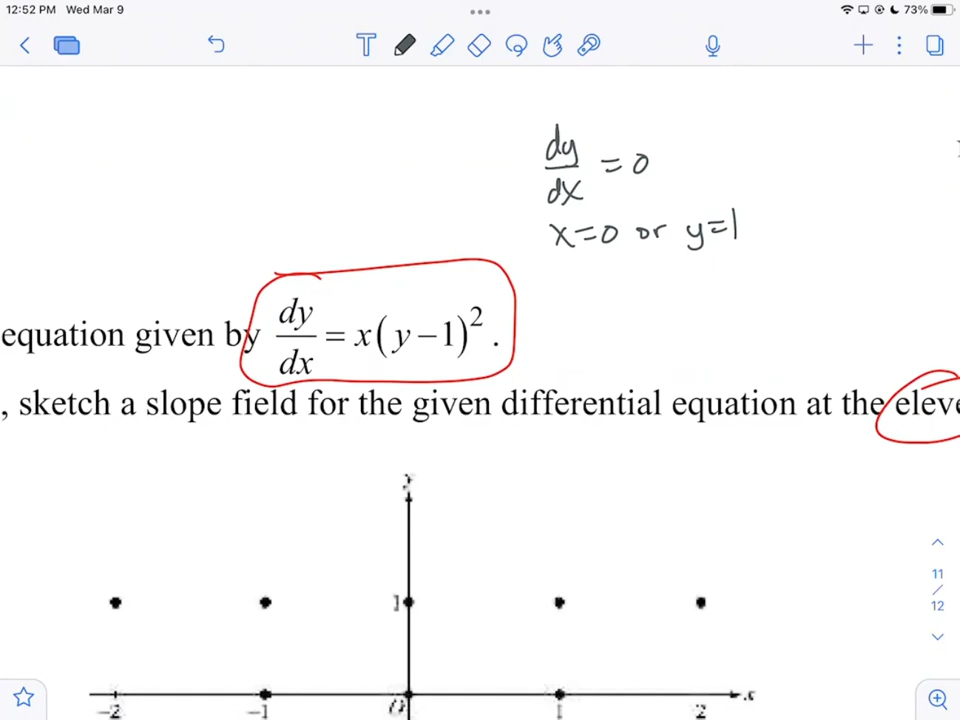 12:52 PM Wed Mar 9
73%
T
dy/dx = 0
x=0 or y=1
equation given by dy/dx = x(y−1)².
, sketch a slope field for the given differential equation at the eleve
y
1
x
−2 −1 O 1 2
11
/
12